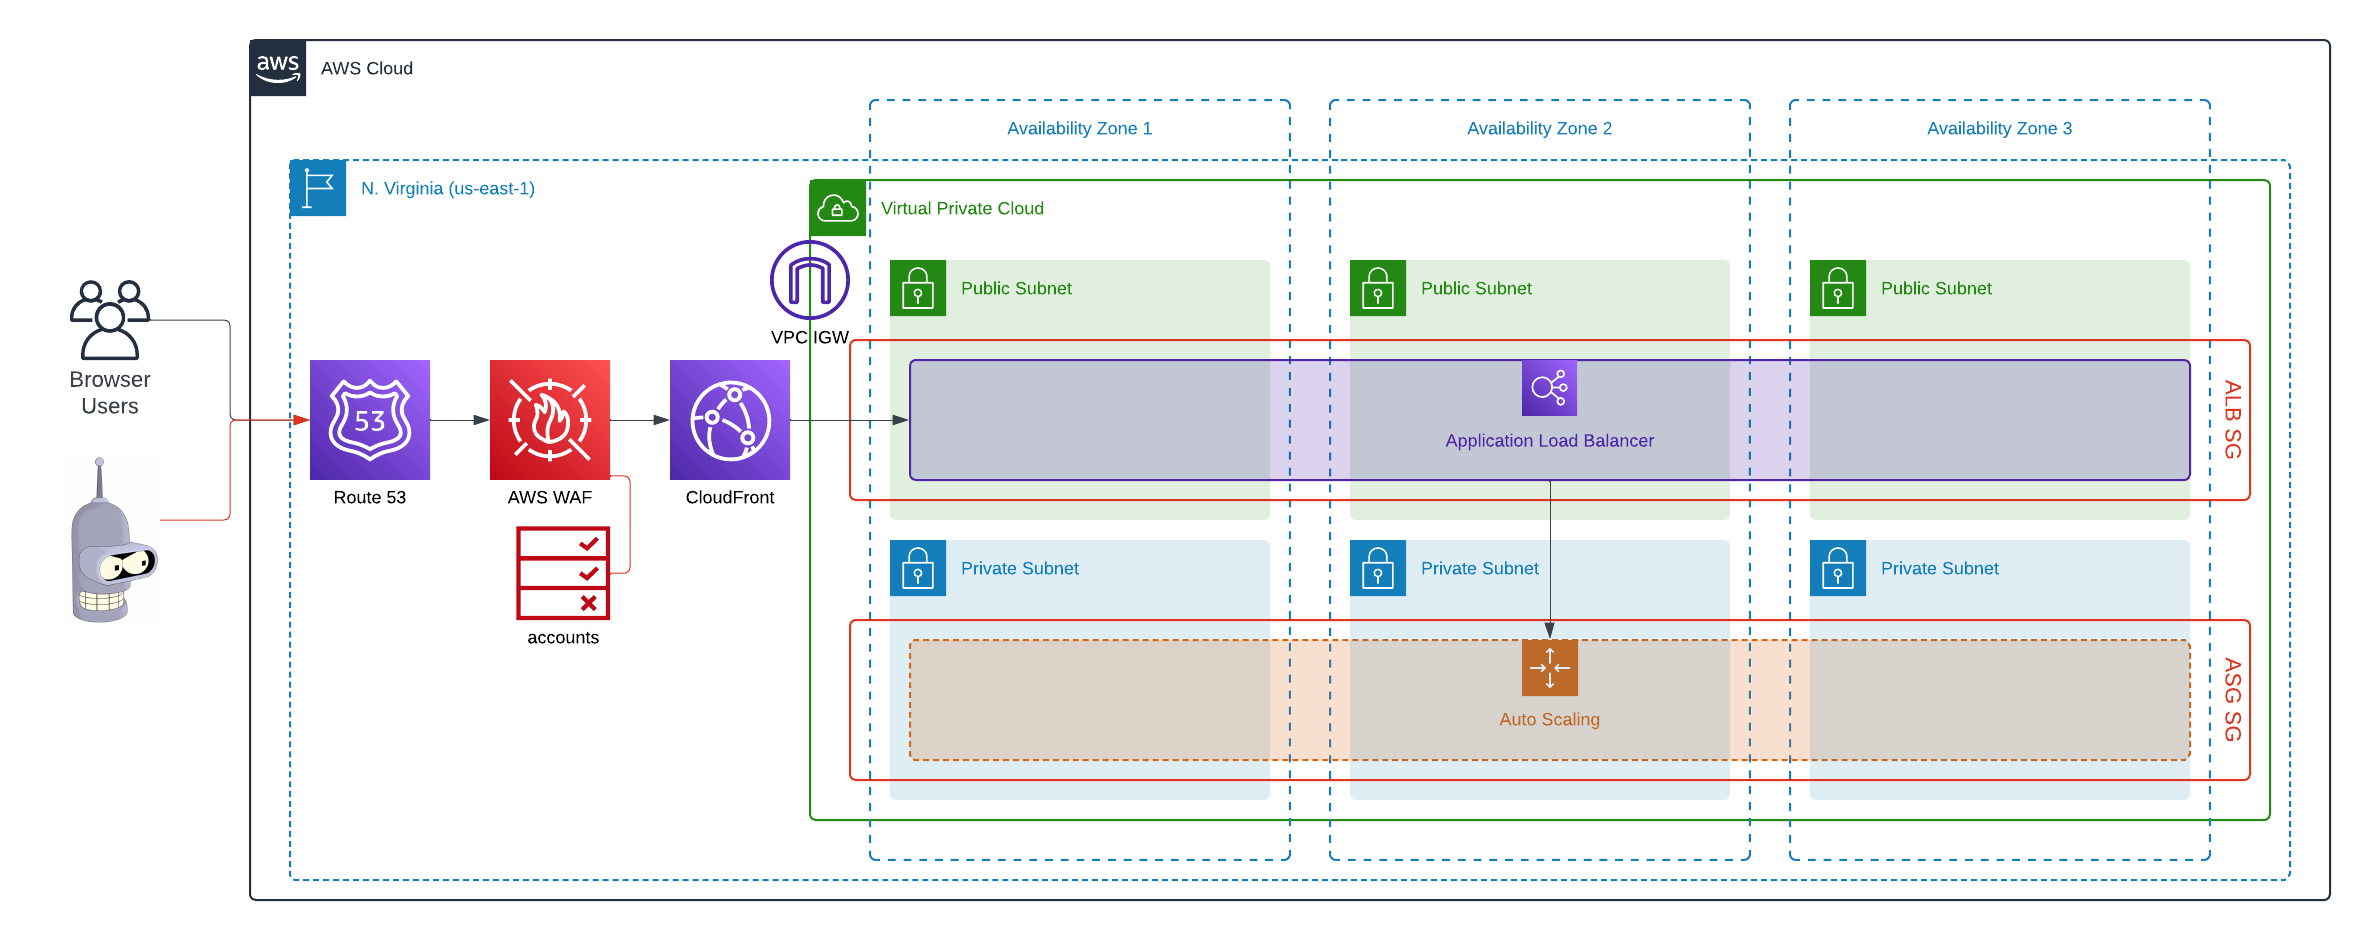 aws
AWS Cloud
Availability Zone 1
Availability Zone 2
Availability Zone 3
N. Virginia (us-east-1)
Virtual Private Cloud
Public Subnet
Public Subnet
Public Subnet
VPC IGW
Browser
Users
53
Route 53
AWS WAF
CloudFront
accounts
Application Load Balancer
ALB SG
Private Subnet
Private Subnet
Private Subnet
Auto Scaling
ASG SG